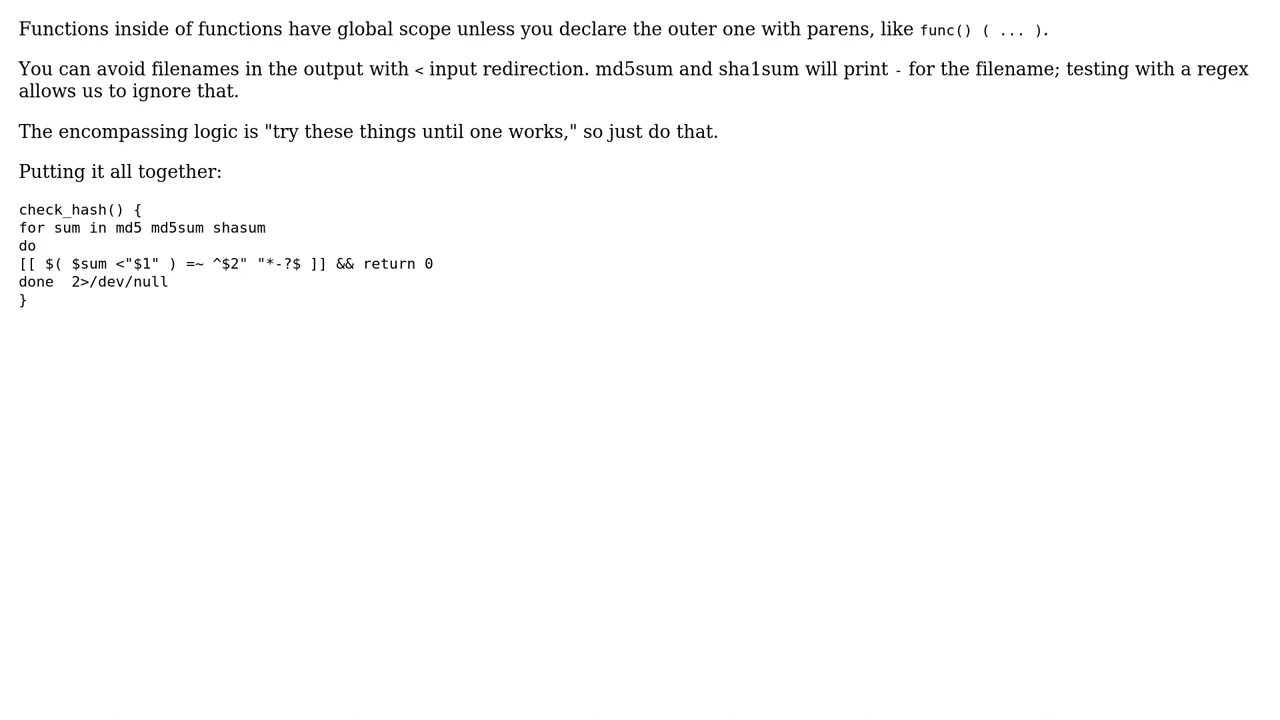 Functions inside of functions have global scope unless you declare the outer one with parens, like func() ( ... ).
You can avoid filenames in the output with < input redirection. md5sum and sha1sum will print - for the filename; testing with a regex
allows us to ignore that.
The encompassing logic is "try these things until one works," so just do that.
Putting it all together:
check_hash() {
for sum in md5 md5sum shasum
do
[[ $( $sum <"$1" ) =~ ^$2" "*-?$ ]] && return 0
done  2>/dev/null
}